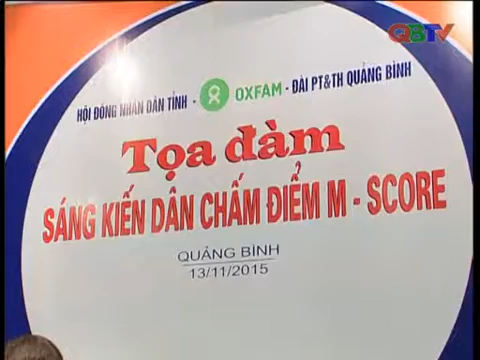 QBTV
HỘI ĐỒNG NHÂN DÂN TỈNH - OXFAM - ĐÀI PT&TH QUẢNG BÌNH
Tọa đàm
SÁNG KIẾN DÂN CHẤM ĐIỂM M - SCORE
QUẢNG BÌNH
13/11/2015